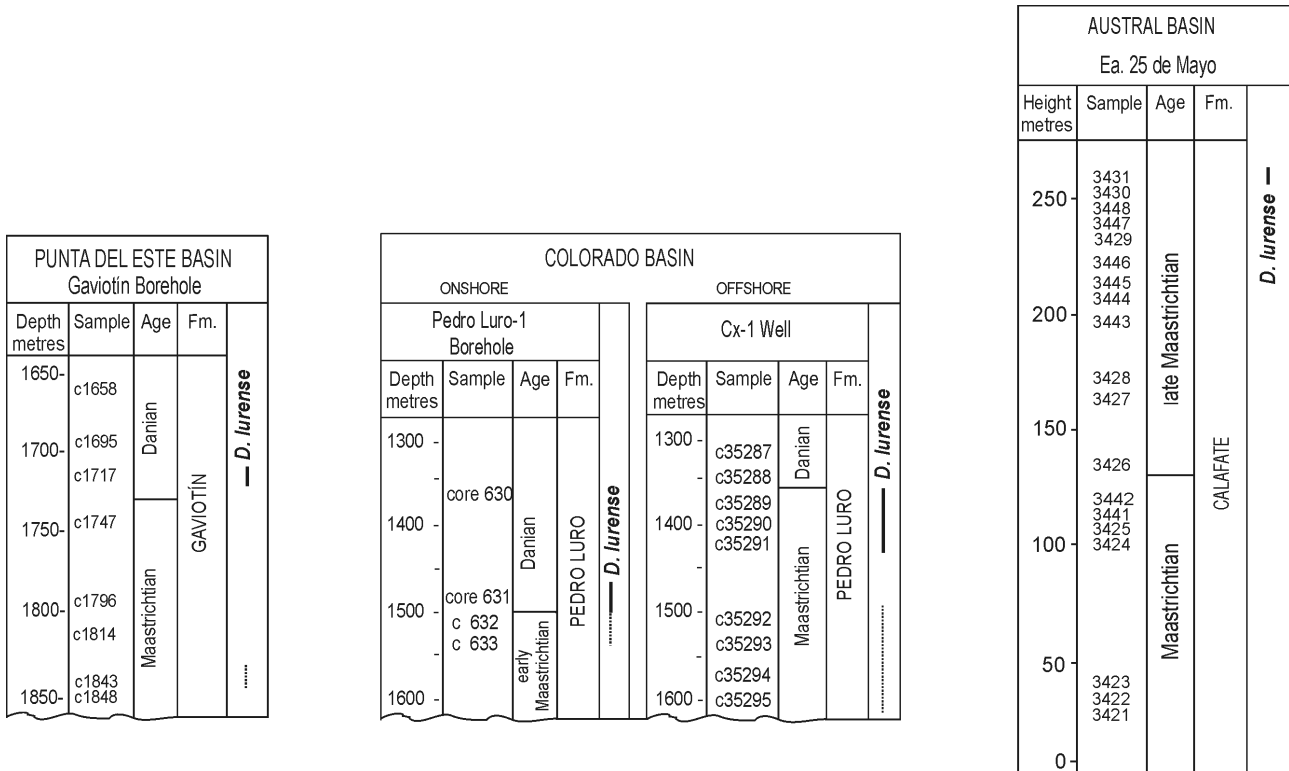 PUNTA DEL ESTE BASIN
Gaviotín Borehole
Depth metres
Sample
Age
Fm.
D. lurense
1650-
1700-
1750-
1800-
1850-
c1658
c1695
c1717
c1747
c1796
c1814
c1843
c1848
Danian
Maastrichtian
GAVIOTÍN
COLORADO BASIN
ONSHORE
Pedro Luro-1
Borehole
Depth metres
Sample
Age
Fm.
D. lurense
1300 -
1400 -
1500 -
1600 -
core 630
core 631
c 632
c 633
Danian
early
Maastrichtian
PEDRO LURO
OFFSHORE
Cx-1 Well
Depth metres
Sample
Age
Fm.
D. lurense
1300 -
1400 -
1500 -
1600 -
c35287
c35288
c35289
c35290
c35291
c35292
c35293
c35294
c35295
Danian
Maastrichtian
PEDRO LURO
AUSTRAL BASIN
Ea. 25 de Mayo
Height metres
Sample
Age
Fm.
D. lurense
250 -
200 -
150 -
100 -
50 -
0 -
3431
3430
3448
3447
3429
3446
3445
3444
3443
3428
3427
3426
3442
3441
3425
3424
3423
3422
3421
late Maastrichtian
Maastrichtian
CALAFATE